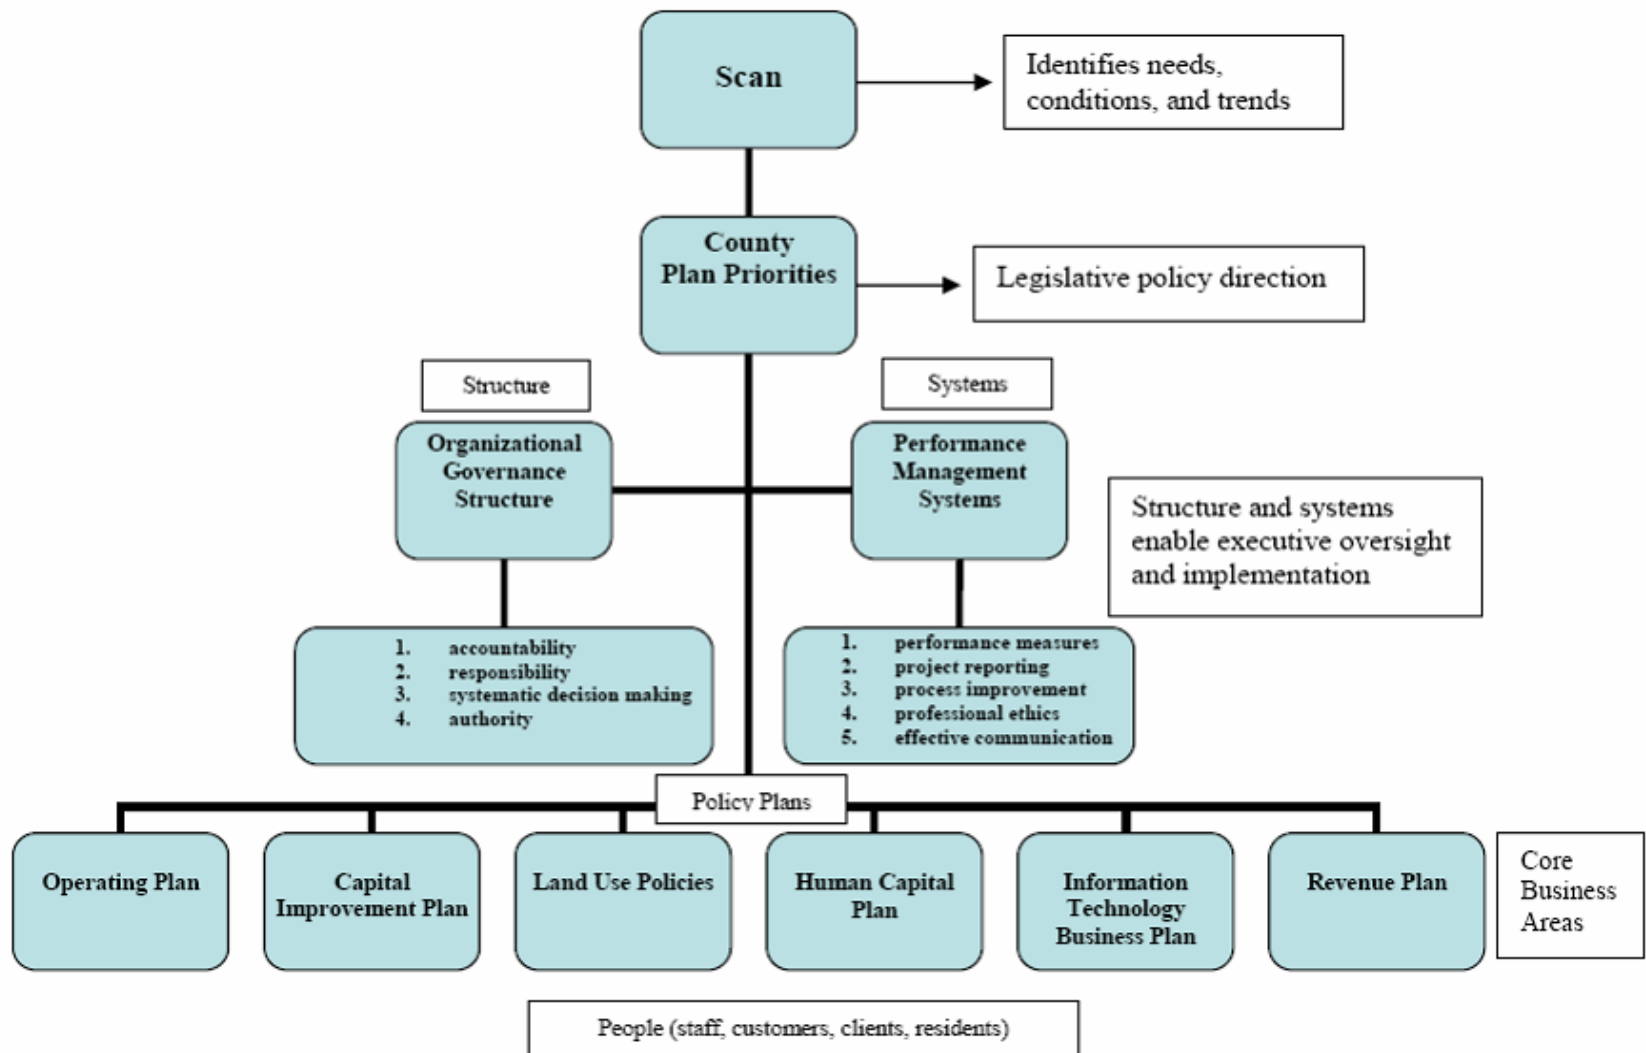 Scan
Identifies needs,
conditions, and trends
County
Plan Priorities
Legislative policy direction
Structure
Systems
Organizational
Governance
Structure
Performance
Management
Systems
Structure and systems
enable executive oversight
and implementation
1. accountability
2. responsibility
3. systematic decision making
4. authority
1. performance measures
2. project reporting
3. process improvement
4. professional ethics
5. effective communication
Policy Plans
Operating Plan
Capital
Improvement Plan
Land Use Policies
Human Capital
Plan
Information
Technology
Business Plan
Revenue Plan
Core
Business
Areas
People (staff, customers, clients, residents)